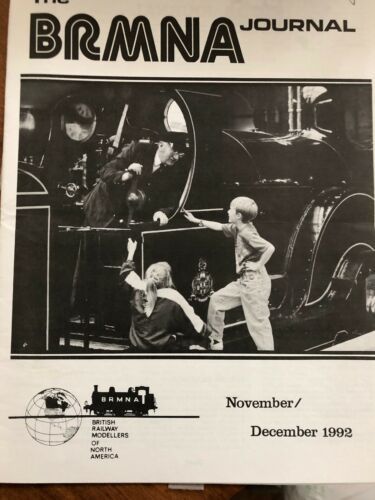 The
BRMNA JOURNAL
BRMNA
BRITISH
RAILWAY
MODELLERS
OF
NORTH
AMERICA
November/
December 1992